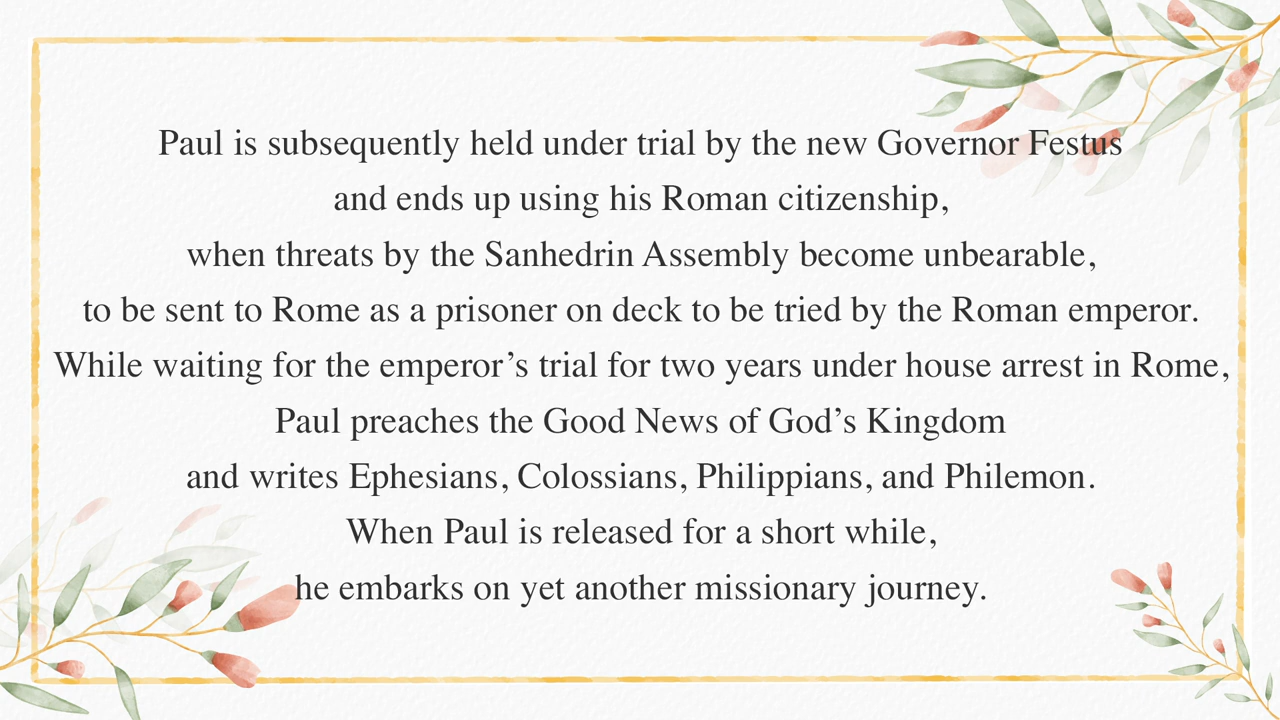 Paul is subsequently held under trial by the new Governor Festus
and ends up using his Roman citizenship,
when threats by the Sanhedrin Assembly become unbearable,
to be sent to Rome as a prisoner on deck to be tried by the Roman emperor.
While waiting for the emperor’s trial for two years under house arrest in Rome,
Paul preaches the Good News of God’s Kingdom
and writes Ephesians, Colossians, Philippians, and Philemon.
When Paul is released for a short while,
he embarks on yet another missionary journey.